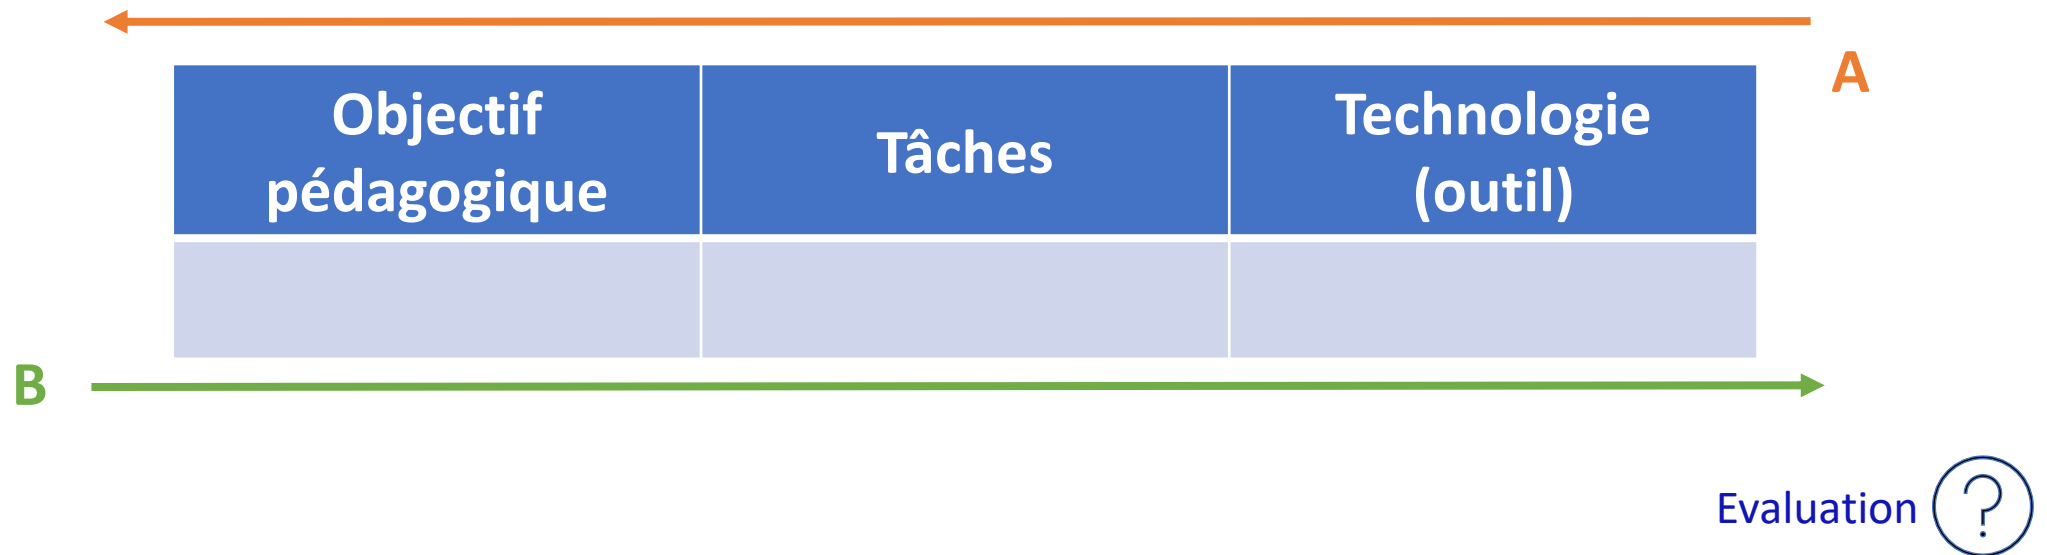 A
Objectif
pédagogique
Tâches
Technologie
(outil)
B
Evaluation ?